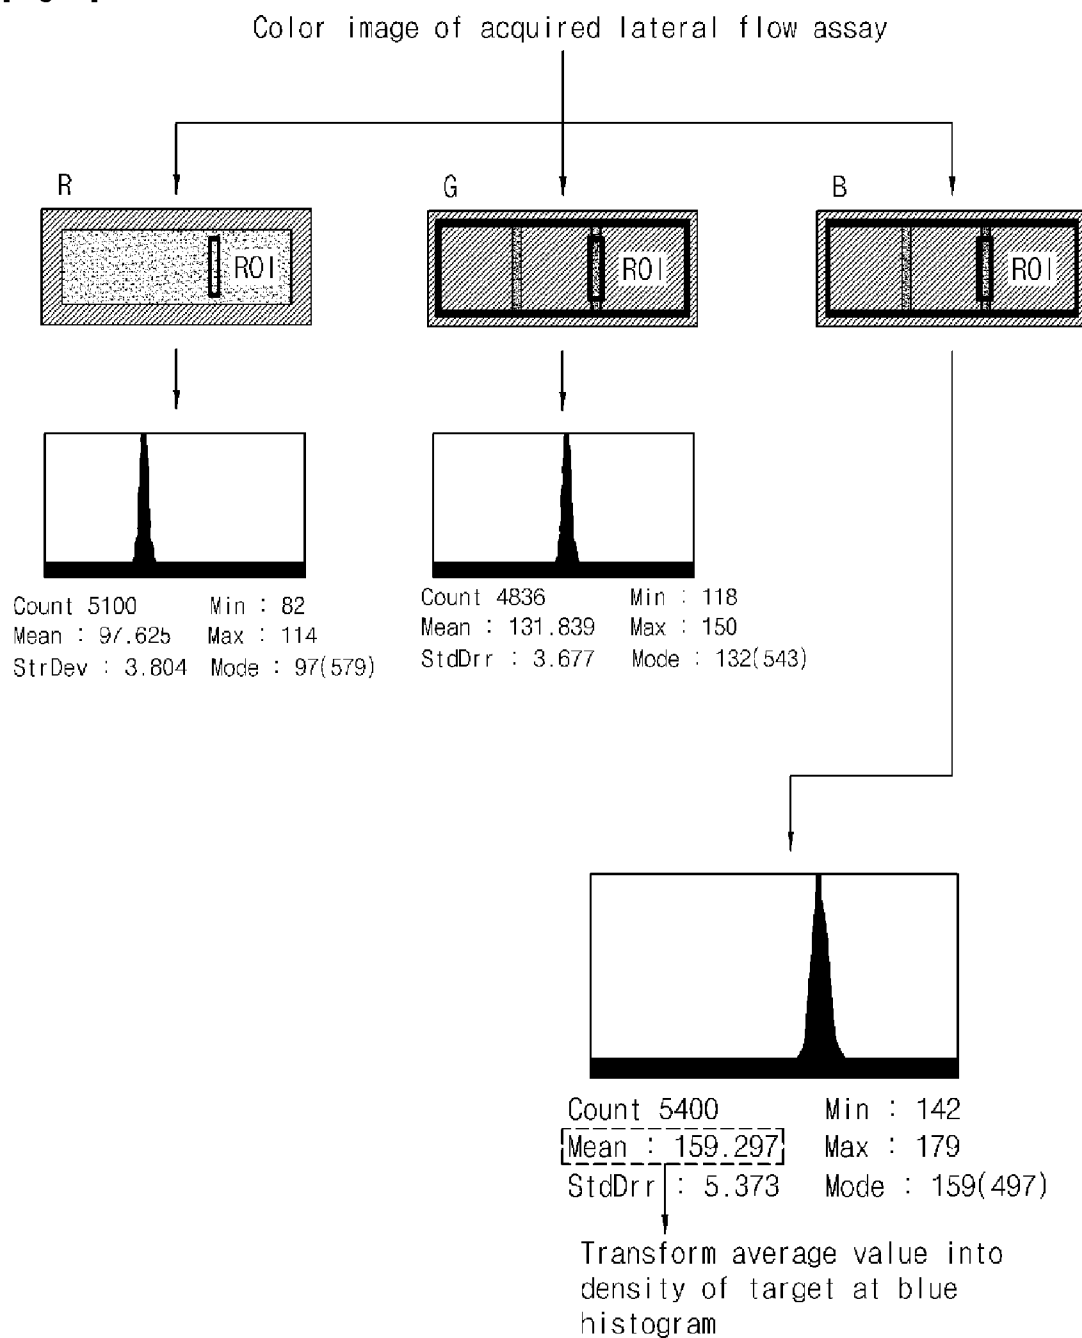 Color image of acquired lateral flow assay
R
G
B
ROI
ROI
ROI
Count 5100 Min : 82
Mean : 97.625 Max : 114
StrDev : 3.804 Mode : 97(579)
Count 4836 Min : 118
Mean : 131.839 Max : 150
StdDrr : 3.677 Mode : 132(543)
Count 5400 Min : 142
Mean : 159.297 Max : 179
StdDrr : 5.373 Mode : 159(497)
Transform average value into
density of target at blue
histogram